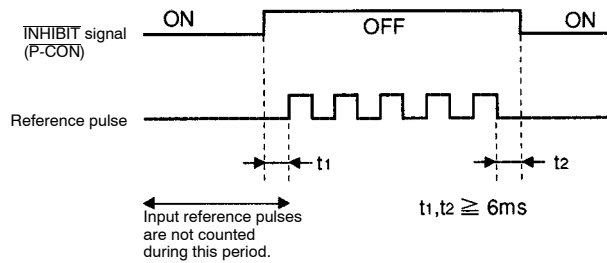 ON
OFF
ON
INHIBIT signal
(P-CON)
Reference pulse
t1
t2
Input reference pulses
are not counted
during this period.
t1,t2 ≧ 6ms